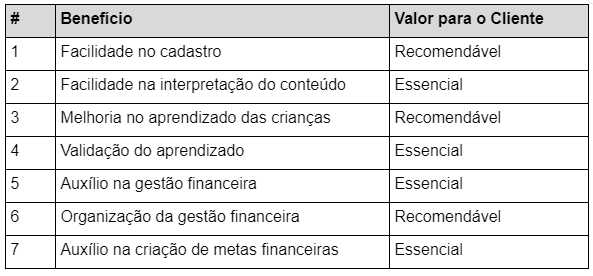 # Benefício Valor para o Cliente
1 Facilidade no cadastro Recomendável
2 Facilidade na interpretação do conteúdo Essencial
3 Melhoria no aprendizado das crianças Recomendável
4 Validação do aprendizado Essencial
5 Auxílio na gestão financeira Essencial
6 Organização da gestão financeira Recomendável
7 Auxílio na criação de metas financeiras Essencial